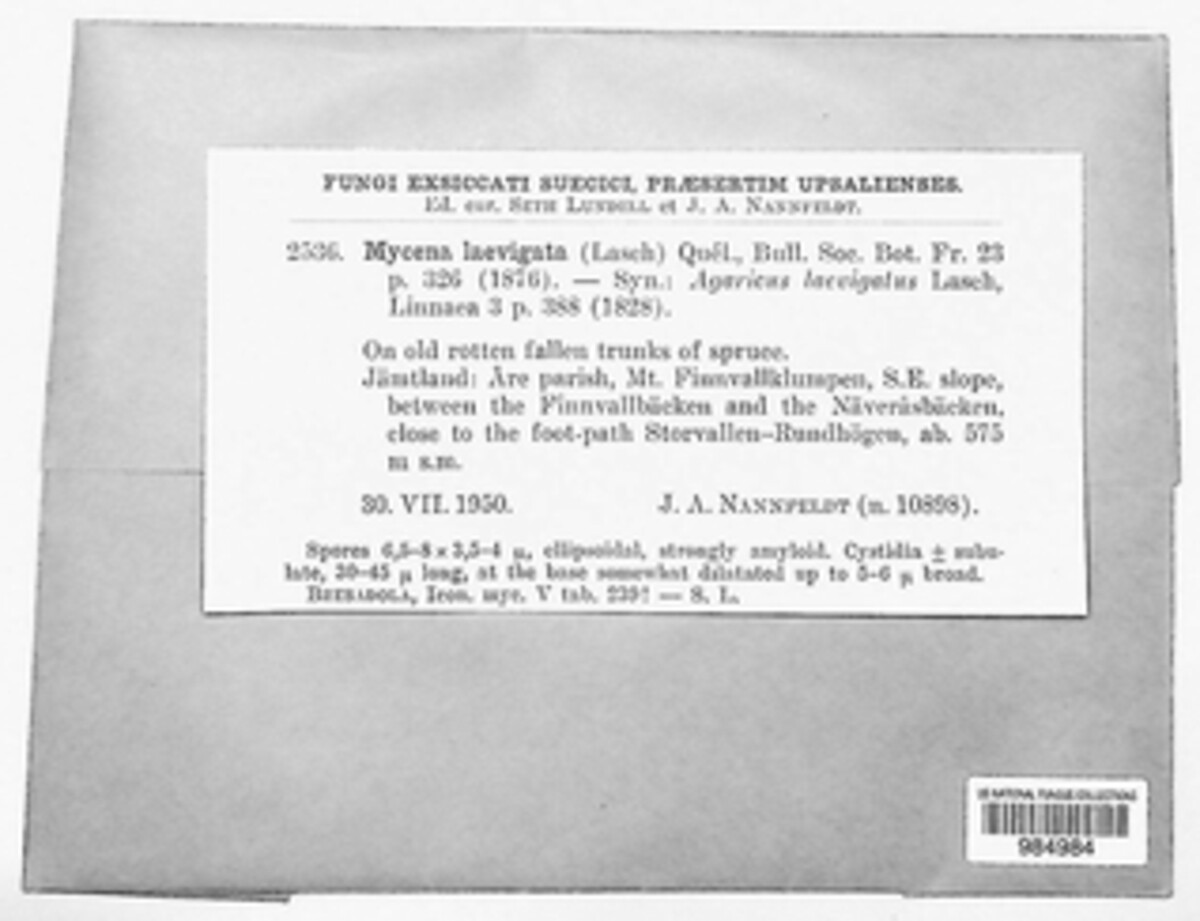 FUNGI EXSICCATI SUECICI, PRÆSERTIM UPSALIENSES.
Ed. cur. SETH LUNDELL et J. A. NANNFELDT.
2536. Mycena laevigata (Lasch) Quél., Bull. Soc. Bot. Fr. 23
p. 326 (1876). — Syn.: Agaricus laevigatus Lasch,
Linnaea 3 p. 388 (1828).
On old rotten fallen trunks of spruce.
Jämtland: Åre parish, Mt. Finnvallklumpen, S.E. slope,
between the Finnvallbäcken and the Näveråsbäcken,
close to the foot-path Storvallen–Rundhögen, ab. 575
m s.m.
30. VII. 1950. J. A. NANNFELDT (n. 10898).
Spores 6,5–8 × 3,5–4 μ, ellipsoidal, strongly amyloid. Cystidia ± subu-
late, 30–45 μ long, at the base somewhat dilatated up to 5–6 μ broad.
BRESADOLA, Icon. myc. V tab. 239! — S. L.
US NATIONAL FUNGUS COLLECTIONS
984984